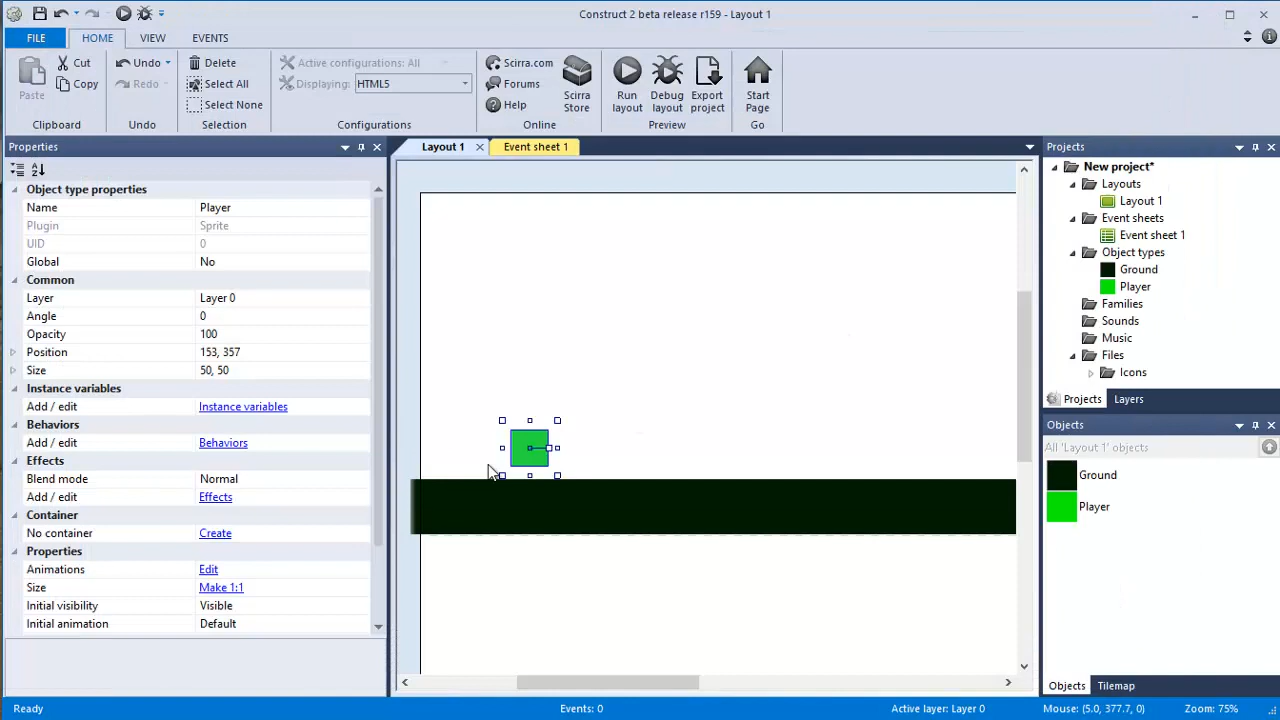 Construct 2 beta release r159 - Layout 1
FILE HOME VIEW EVENTS
Paste Cut Copy
Clipboard
Undo Redo
Undo
Delete
Select All
Select None
Selection
Active configurations: All
Displaying: HTML5
Configurations
Scirra.com
Forums
Help
Scirra Store
Online
Run layout
Debug layout
Export project
Preview
Start Page
Go
Properties
Object type properties
Name Player
Plugin Sprite
UID 0
Global No
Common
Layer Layer 0
Angle 0
Opacity 100
Position 153, 357
Size 50, 50
Instance variables
Add / edit Instance variables
Behaviors
Add / edit Behaviors
Effects
Blend mode Normal
Add / edit Effects
Container
No container Create
Properties
Animations Edit
Size Make 1:1
Initial visibility Visible
Initial animation Default
Layout 1 Event sheet 1
Projects
New project*
Layouts
Layout 1
Event sheets
Event sheet 1
Object types
Ground
Player
Families
Sounds
Music
Files
Icons
Projects Layers
Objects
All 'Layout 1' objects
Ground
Player
Objects Tilemap
Ready Events: 0 Active layer: Layer 0 Mouse: (5.0, 377.7, 0) Zoom: 75%